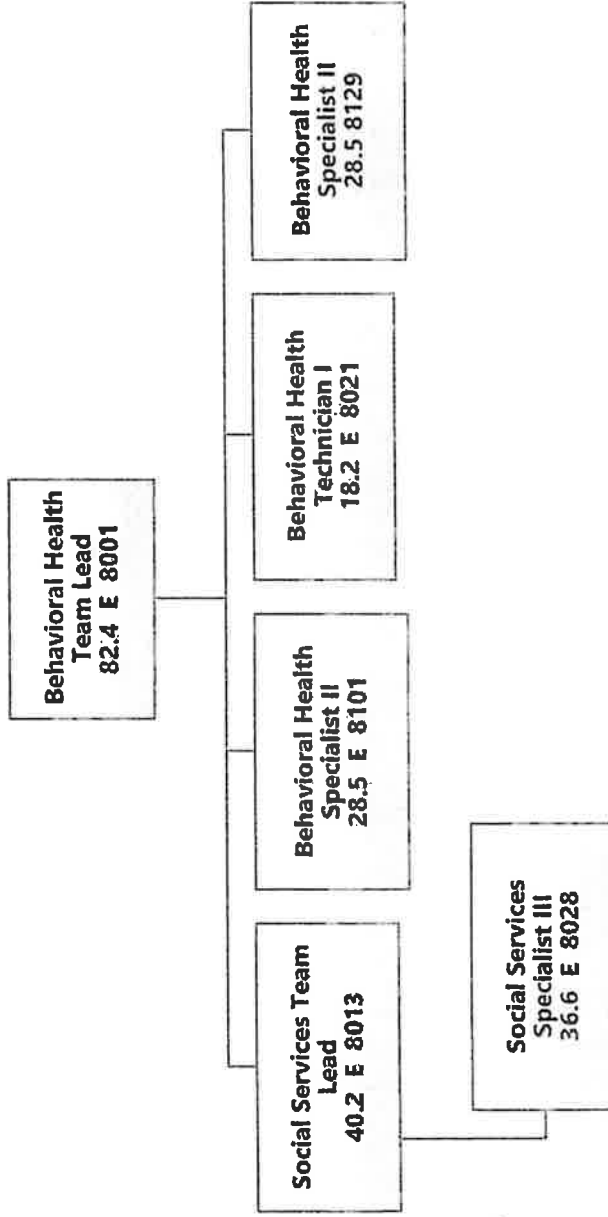 Behavioral Health
Team Lead
82.4 E 8001
Social Services Team
Lead
40.2 E 8013
Behavioral Health
Specialist II
28.5 E 8101
Behavioral Health
Technician I
18.2 E 8021
Behavioral Health
Specialist II
28.5 8129
Social Services
Specialist III
36.6 E 8028